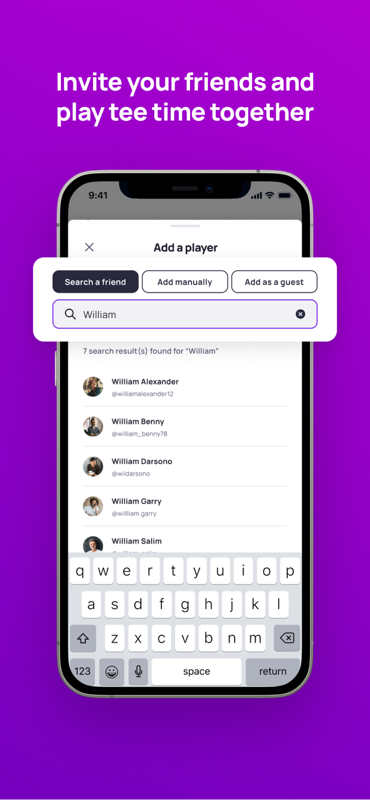 Invite your friends and
play tee time together
9:41
Add a player
Search a friend
Add manually
Add as a guest
William
7 search result(s) found for “William”
William Alexander
@williamalexander12
William Benny
@william_benny78
William Darsono
@wildarsono
William Garry
@willliam.garry
William Salim
q w e r t y u i o p
a s d f g h j k l
z x c v b n m
123 space return